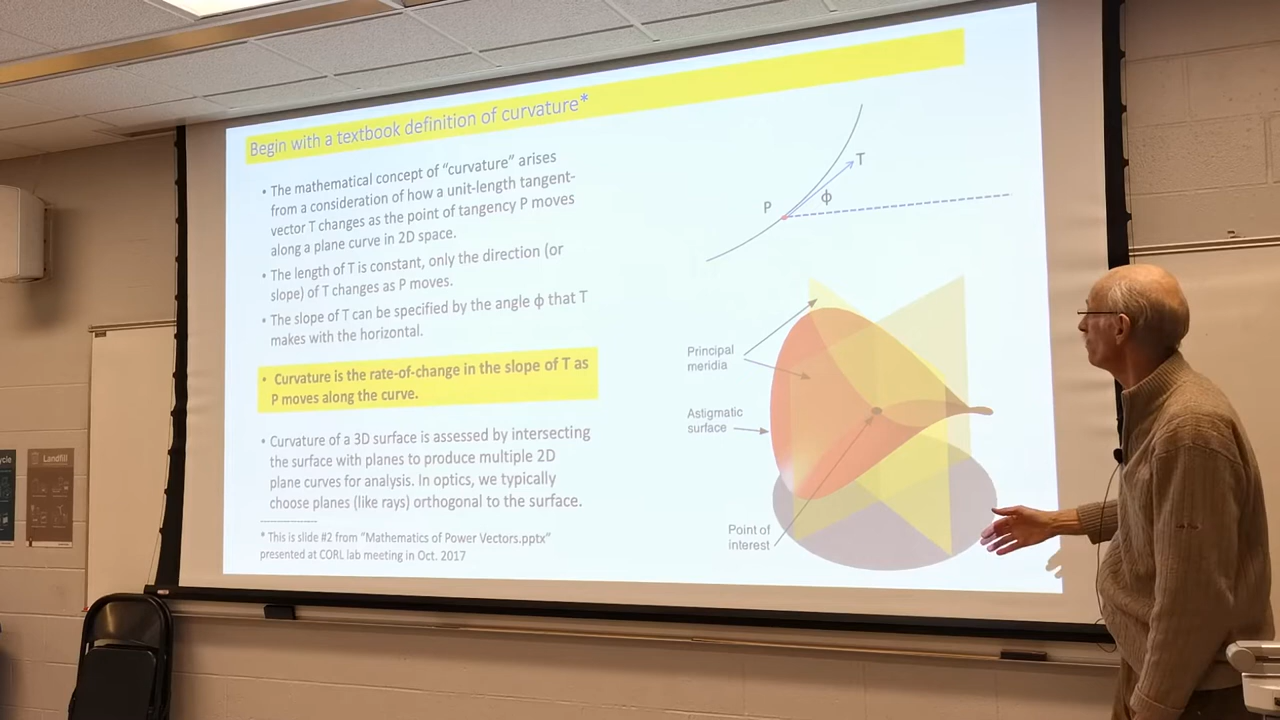 Begin with a textbook definition of curvature*
• The mathematical concept of “curvature” arises
from a consideration of how a unit-length tangent-
vector T changes as the point of tangency P moves
along a plane curve in 2D space.
• The length of T is constant, only the direction (or
slope) of T changes as P moves.
• The slope of T can be specified by the angle ϕ that T
makes with the horizontal.
• Curvature is the rate-of-change in the slope of T as
P moves along the curve.
• Curvature of a 3D surface is assessed by intersecting
the surface with planes to produce multiple 2D
plane curves for analysis. In optics, we typically
choose planes (like rays) orthogonal to the surface.
* This is slide #2 from “Mathematics of Power Vectors.pptx”
presented at CORL lab meeting in Oct. 2017
T
P
ϕ
Principal
meridia
Astigmatic
surface
Point of
interest
ycle
Landfill